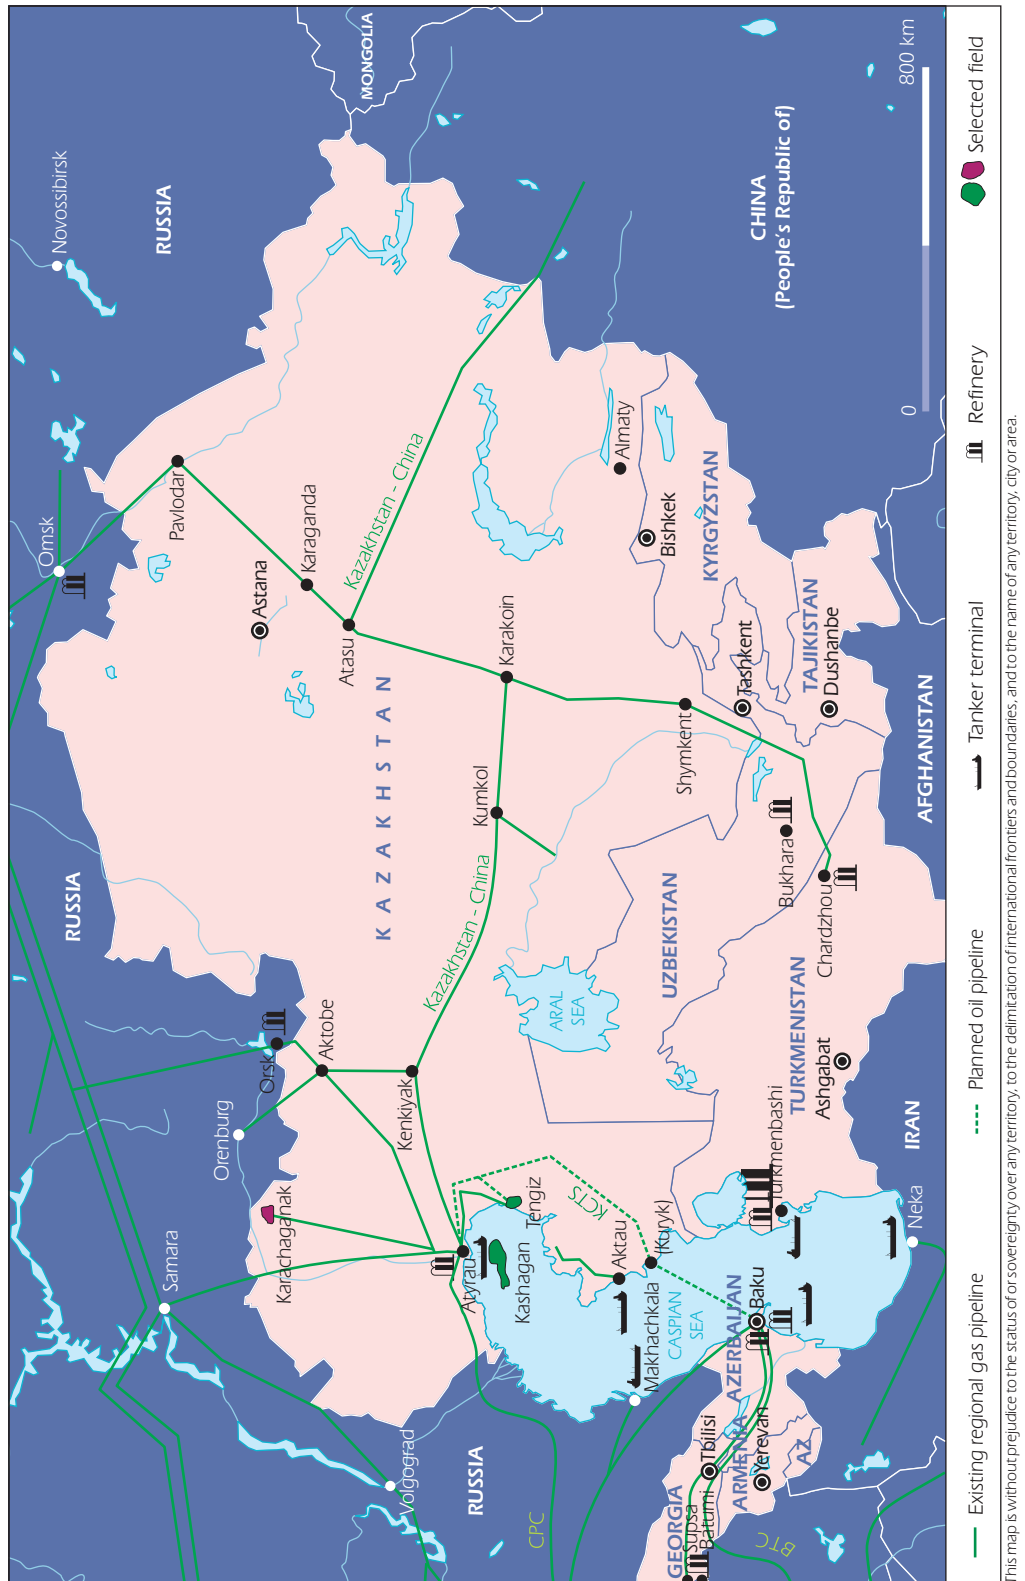 Novossibirsk
RUSSIA
MONGOLIA
Omsk
Pavlodar
Karaganda
Astana
Atasu
Kazakhstan - China
CHINA
(People's Republic of)
0
800 km
Almaty
Bishkek
KYRGYZSTAN
Karakoin
Tashkent
TAJIKISTAN
Dushanbe
Shymkent
AFGHANISTAN
RUSSIA
KAZAKHSTAN
Kumkol
Kazakhstan - China
Bukhara
Chardzhou
UZBEKISTAN
ARAL
SEA
TURKMENISTAN
Ashgabat
Turkmenbashi
IRAN
Neka
Orsk
Aktobe
Orenburg
Kenkiyak
Karachaganak
Samara
Atyrau
Tengiz
Kashagan
KCTS
Aktau
(Kuryk)
Makhachkala
CASPIAN
SEA
Baku
AZERBAIJAN
Volgograd
RUSSIA
CPC
GEORGIA
Tbilisi
Supsa
Batumi
ARMENIA
Yerevan
AZ
BTC
Existing regional gas pipeline
Planned oil pipeline
Tanker terminal
Refinery
Selected field
This map is without prejudice to the status of or sovereignty over any territory, to the delimitation of international frontiers and boundaries, and to the name of any territory, city or area.